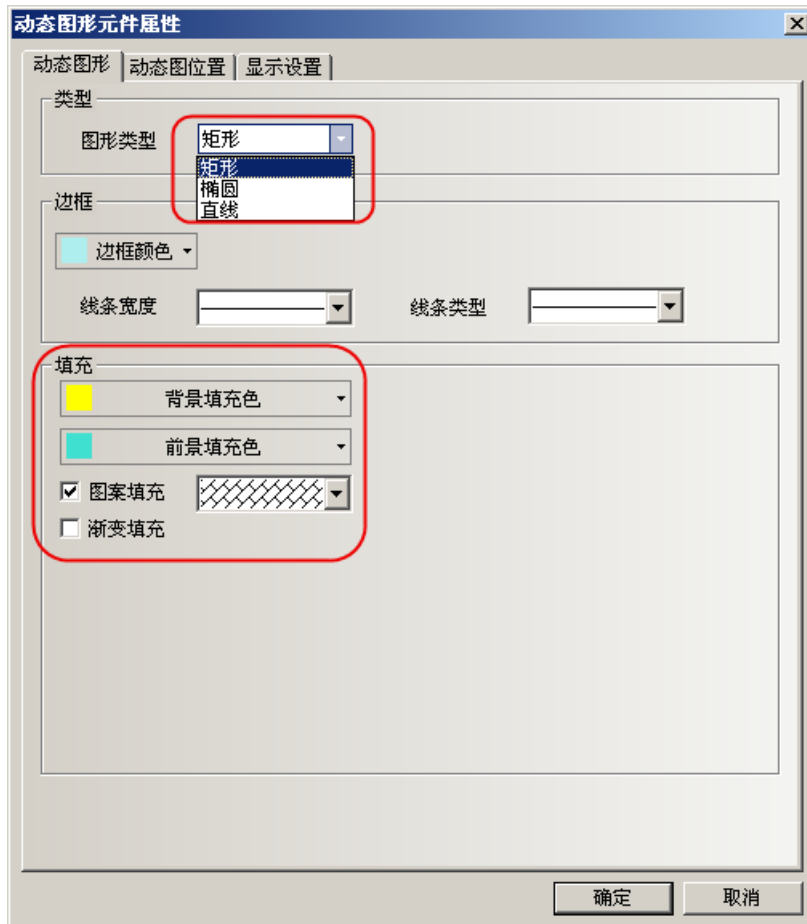 动态图形元件属性
动态图形 动态图位置 显示设置
类型
图形类型 矩形
矩形
椭圆
直线
边框
边框颜色
线条宽度 线条类型
填充
背景填充色
前景填充色
图案填充
渐变填充
确定 取消